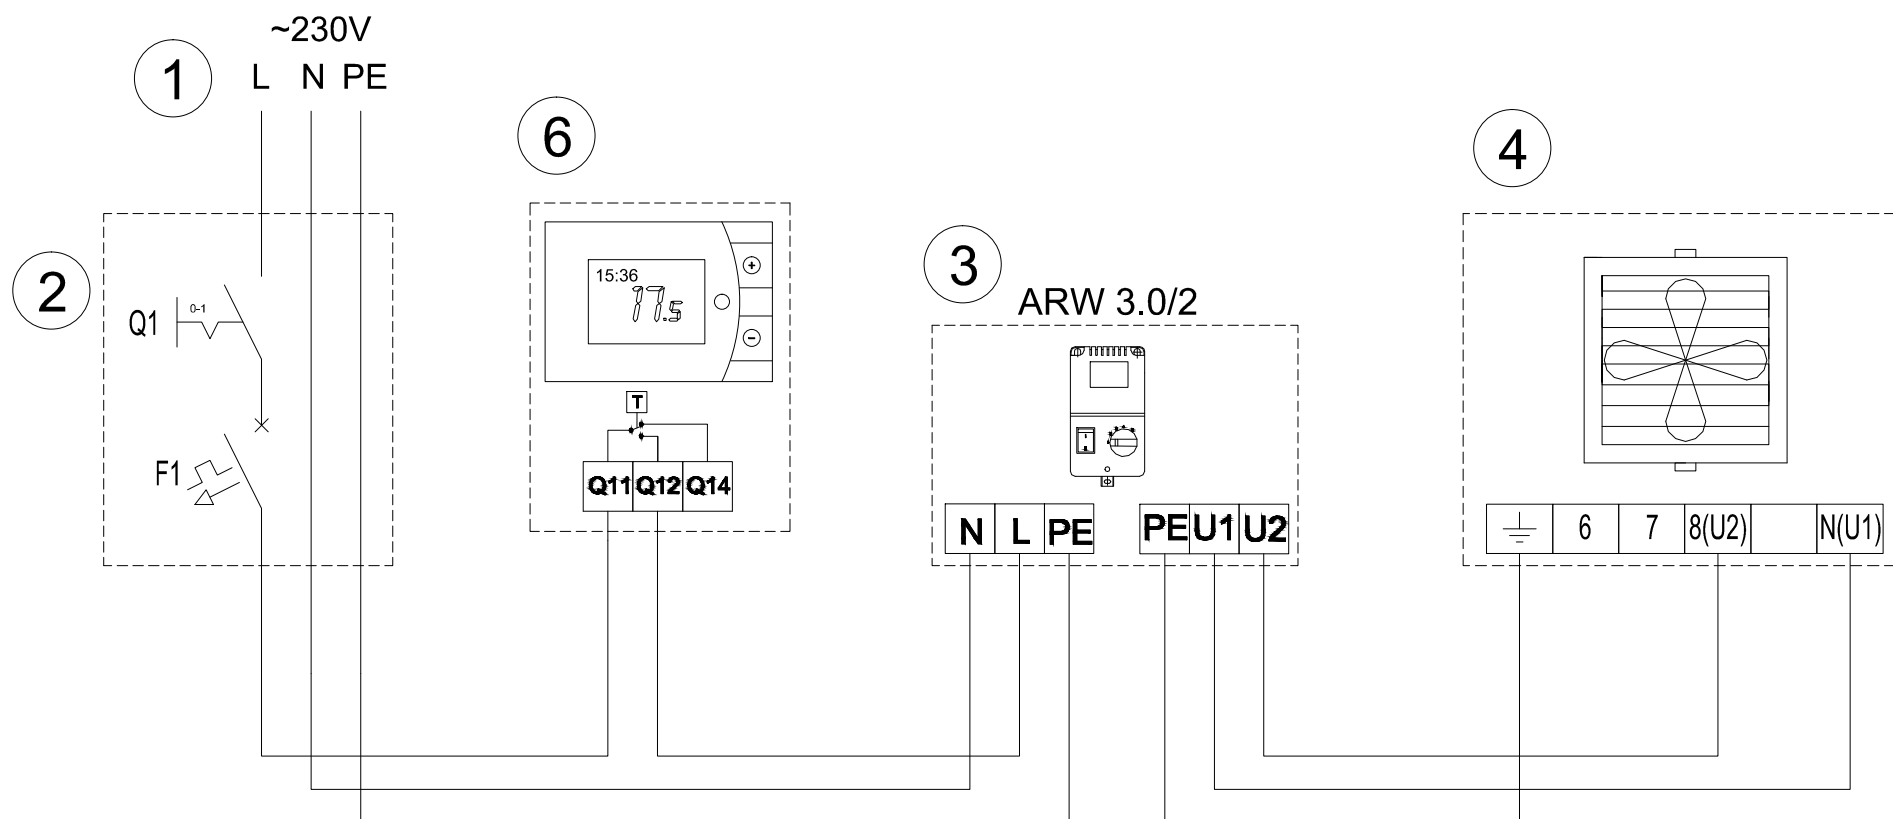 ~230V
1
L N PE
6
4
2
Q1
0-1
F1
15:36
77.5
+
−
T
Q11 Q12 Q14
3
ARW 3.0/2
N L PE
PE U1 U2
6 7 8(U2) N(U1)